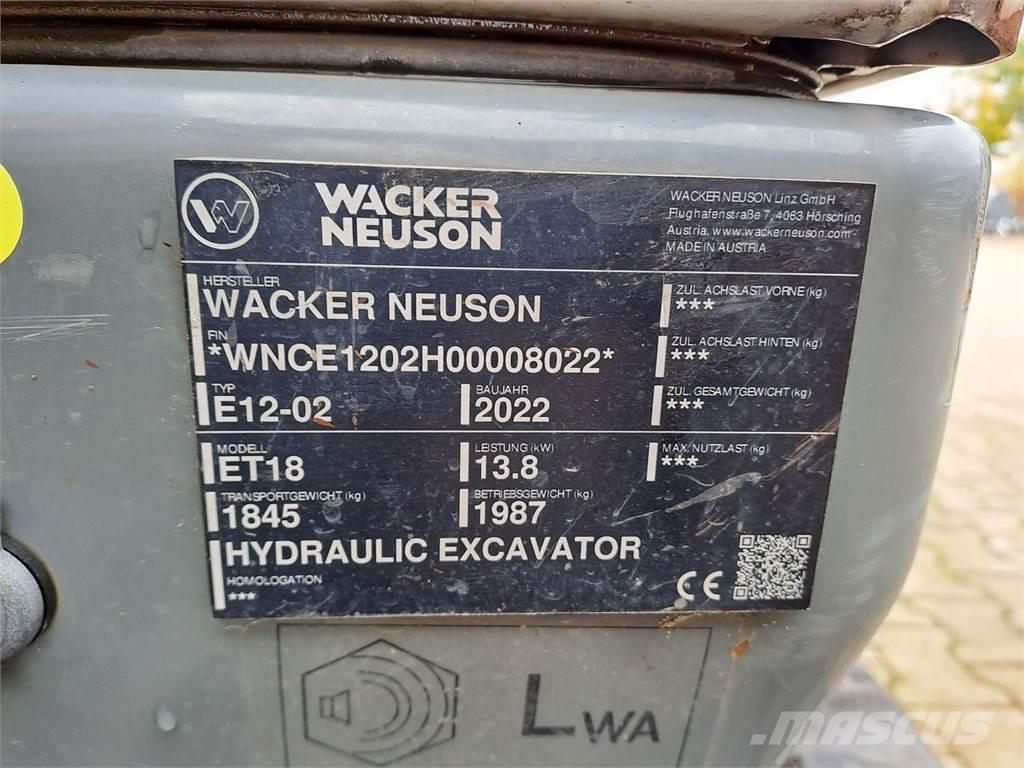 WACKER
NEUSON
WACKER NEUSON Linz GmbH
Flughafenstraße 7, 4063 Hörsching
Austria, www.wackerneuson.com
MADE IN AUSTRIA
HERSTELLER
WACKER NEUSON
ZUL. ACHSLAST VORNE (kg)
***
FIN
*WNCE1202H00008022*
ZUL. ACHSLAST HINTEN (kg)
***
TYP
E12-02
BAUJAHR
2022
ZUL. GESAMTGEWICHT (kg)
***
MODELL
ET18
LEISTUNG (kW)
13.8
MAX. NUTZLAST (kg)
***
TRANSPORTGEWICHT (kg)
1845
BETRIEBSGEWICHT (kg)
1987
HYDRAULIC EXCAVATOR
HOMOLOGATION
***
CE
LWA
MASCUS